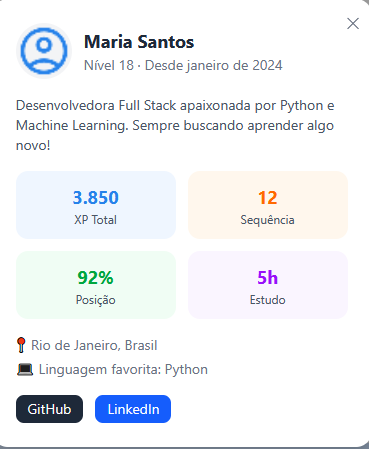 Maria Santos
Nível 18 · Desde janeiro de 2024
Desenvolvedora Full Stack apaixonada por Python e
Machine Learning. Sempre buscando aprender algo
novo!
3.850
XP Total
12
Sequência
92%
Posição
5h
Estudo
Rio de Janeiro, Brasil
Linguagem favorita: Python
GitHub
LinkedIn